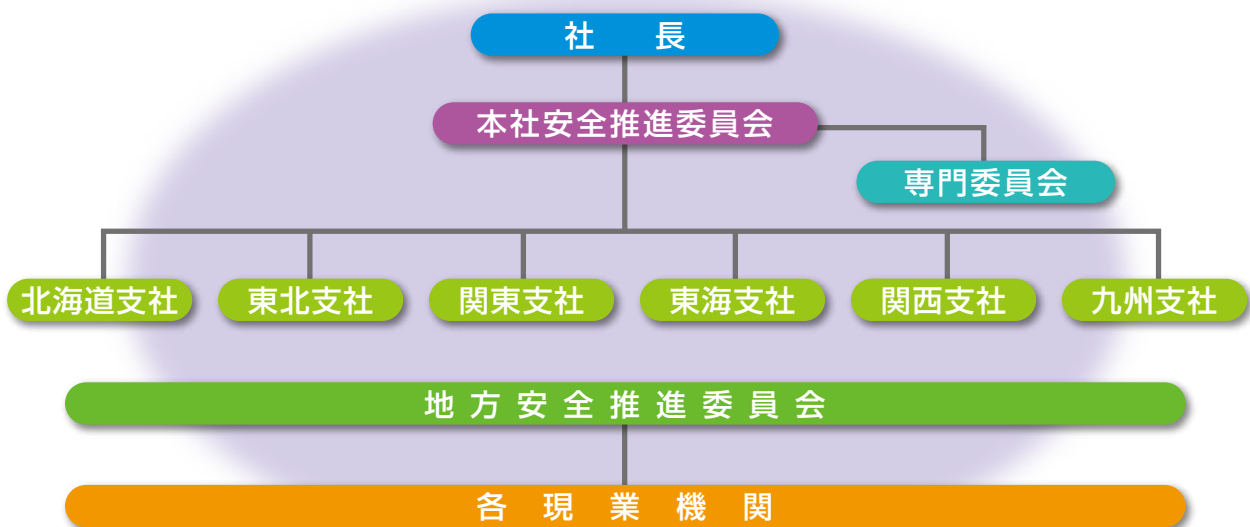 社長
本社安全推進委員会
専門委員会
北海道支社 東北支社 関東支社 東海支社 関西支社 九州支社
地方安全推進委員会
各現業機関